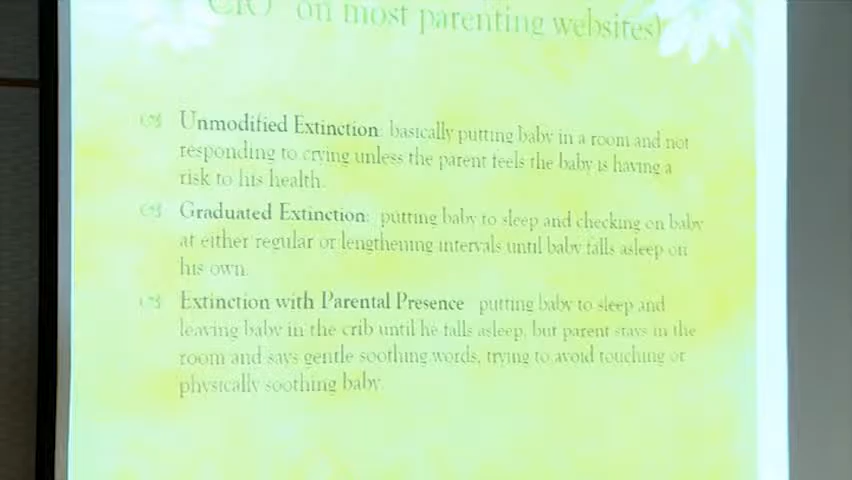 CIO" on most parenting websites)
Unmodified Extinction: basically putting baby in a room and not
responding to crying unless the parent feels the baby is having a
risk to his health.
Graduated Extinction: putting baby to sleep and checking on baby
at either regular or lengthening intervals until baby falls asleep on
his own.
Extinction with Parental Presence putting baby to sleep and
leaving baby in the crib until he falls asleep, but parent stays in the
room and says gentle soothing words, trying to avoid touching or
physically soothing baby.